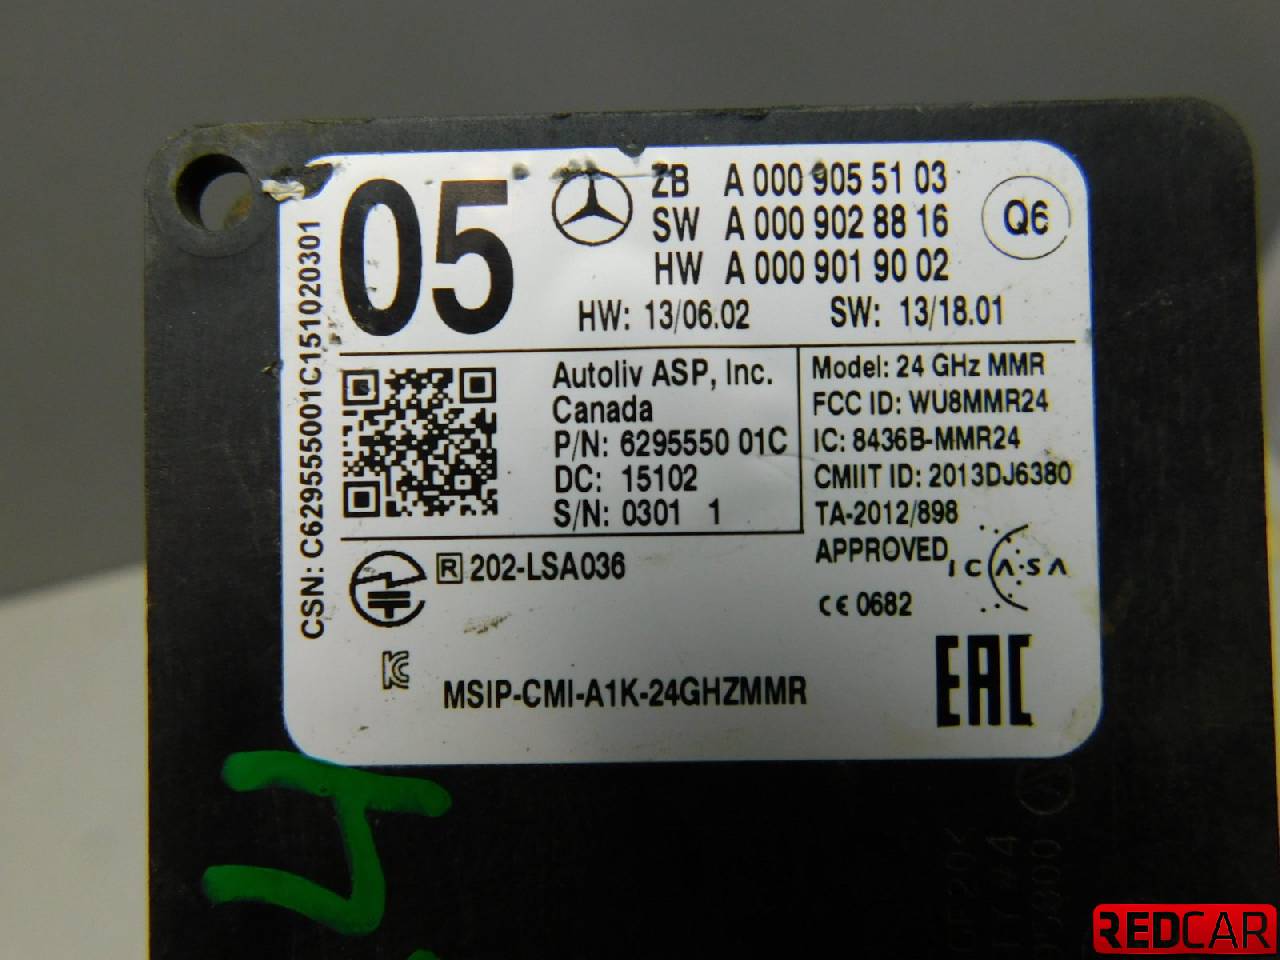 05
ZB A 000 905 51 03
SW A 000 902 88 16
HW A 000 901 90 02
Q6
HW: 13/06.02 SW: 13/18.01
CSN: C629555001C151020301
Autoliv ASP, Inc.
Canada
P/N: 6295550 01C
DC: 15102
S/N: 0301 1
Model: 24 GHz MMR
FCC ID: WU8MMR24
IC: 8436B-MMR24
CMIIT ID: 2013DJ6380
TA-2012/898
APPROVED
ICASA
R 202-LSA036
CE 0682
KC
MSIP-CMI-A1K-24GHZMMR
EAC
REDCAR